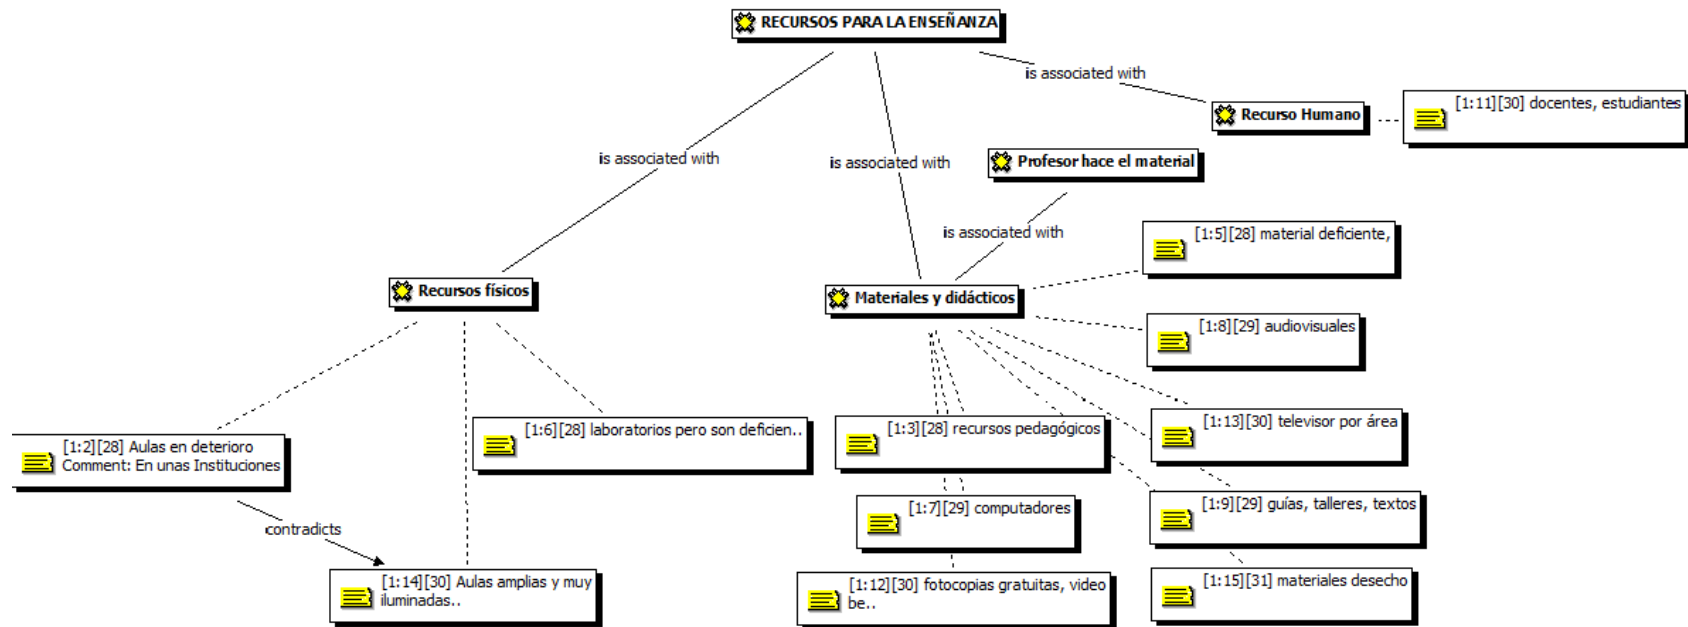 RECURSOS PARA LA ENSEÑANZA
is associated with
Recurso Humano
[1:11][30] docentes, estudiantes
is associated with
is associated with
Profesor hace el material
is associated with
[1:5][28] material deficiente,
Recursos físicos
Materiales y didácticos
[1:8][29] audiovisuales
[1:2][28] Aulas en deterioro
Comment: En unas Instituciones
[1:6][28] laboratorios pero son deficien..
[1:3][28] recursos pedagógicos
[1:13][30] televisor por área
contradicts
[1:7][29] computadores
[1:9][29] guías, talleres, textos
[1:14][30] Aulas amplias y muy
iluminadas..
[1:12][30] fotocopias gratuitas, video
be..
[1:15][31] materiales desecho